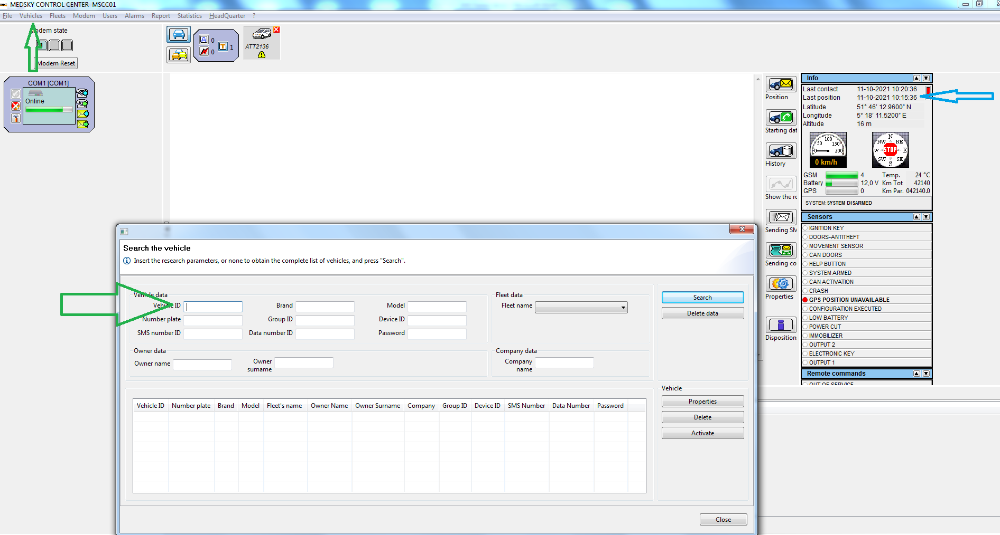 MEDSKY CONTROL CENTER MSCC01
File Vehicles Fleets Modem Users Alarms Report Statistics HeadQuarter ?
Modem state
Modem Reset
A 0
0
T 1
ATT2136
COM1 [COM1]
Online
Position
Starting dat
History
Show the ro
Sending SM
Sending co
Properties
Disposition
Info
Last contact 11-10-2021 10:20:36
Last position 11-10-2021 10:15:36
Latitude 51° 46' 12.9600" N
Longitude 5° 18' 11.5200" E
Altitude 16 m
0 50 100 150 200
0 km/h
N NE E SE S SW W NW
STOP
GSM 4 Temp. 24 °C
Battery 12,0 V Km Tot 42140
GPS 0 Km Par. 042140.0
SYSTEM: SYSTEM DISARMED
Sensors
IGNITION KEY
DOORS-ANTITHEFT
MOVEMENT SENSOR
CAN DOORS
HELP BUTTON
SYSTEM ARMED
CAN ACTIVATION
CRASH
GPS POSITION UNAVAILABLE
CONFIGURATION EXECUTED
LOW BATTERY
POWER CUT
IMMOBILIZER
OUTPUT 2
ELECTRONIC KEY
OUTPUT 1
Remote commands
OUT OF SERVICE
Search the vehicle
Insert the research parameters, or none to obtain the complete list of vehicles, and press "Search".
Vehicle data
Vehicle ID Brand Model
Number plate Group ID Device ID
SMS number ID Data number ID Password
Fleet data
Fleet name
Search
Delete data
Owner data
Owner name Owner surname
Company data
Company name
Vehicle ID Number plate Brand Model Fleet's name Owner Name Owner Surname Company Group ID Device ID SMS Number Data Number Password
Vehicle
Properties
Delete
Activate
Close